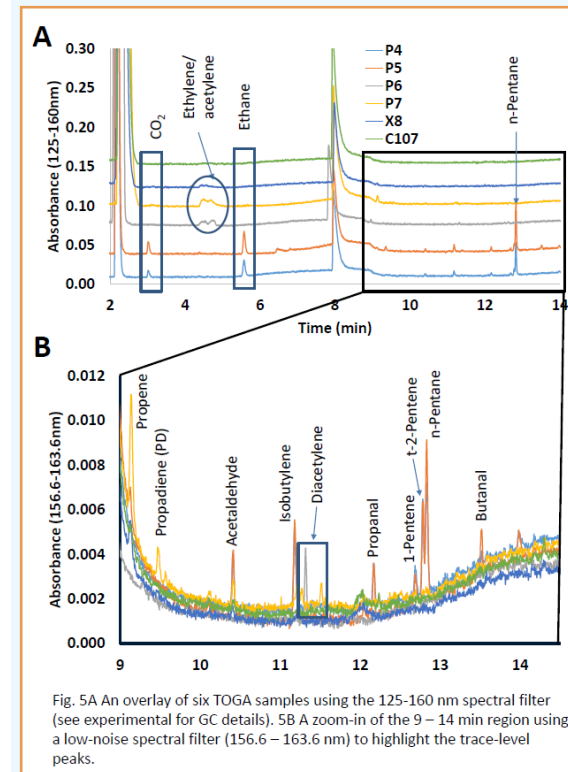 A
0.30
0.25
0.20
0.15
0.10
0.05
0.00
Absorbance (125-160nm)
CO2
Ethylene/
acetylene
Ethane
P4
P5
P6
P7
X8
C107
n-Pentane
2
4
6
8
10
12
14
Time (min)
B
0.012
0.010
0.008
0.006
0.004
0.002
0.000
Absorbance (156.6-163.6nm)
Propene
Propadiene (PD)
Acetaldehyde
Isobutylene
Diacetylene
Propanal
1-Pentene
t-2-Pentene
n-Pentane
Butanal
9
10
11
12
13
14
Fig. 5A An overlay of six TOGA samples using the 125-160 nm spectral filter
(see experimental for GC details). 5B A zoom-in of the 9 – 14 min region using
a low-noise spectral filter (156.6 – 163.6 nm) to highlight the trace-level
peaks.